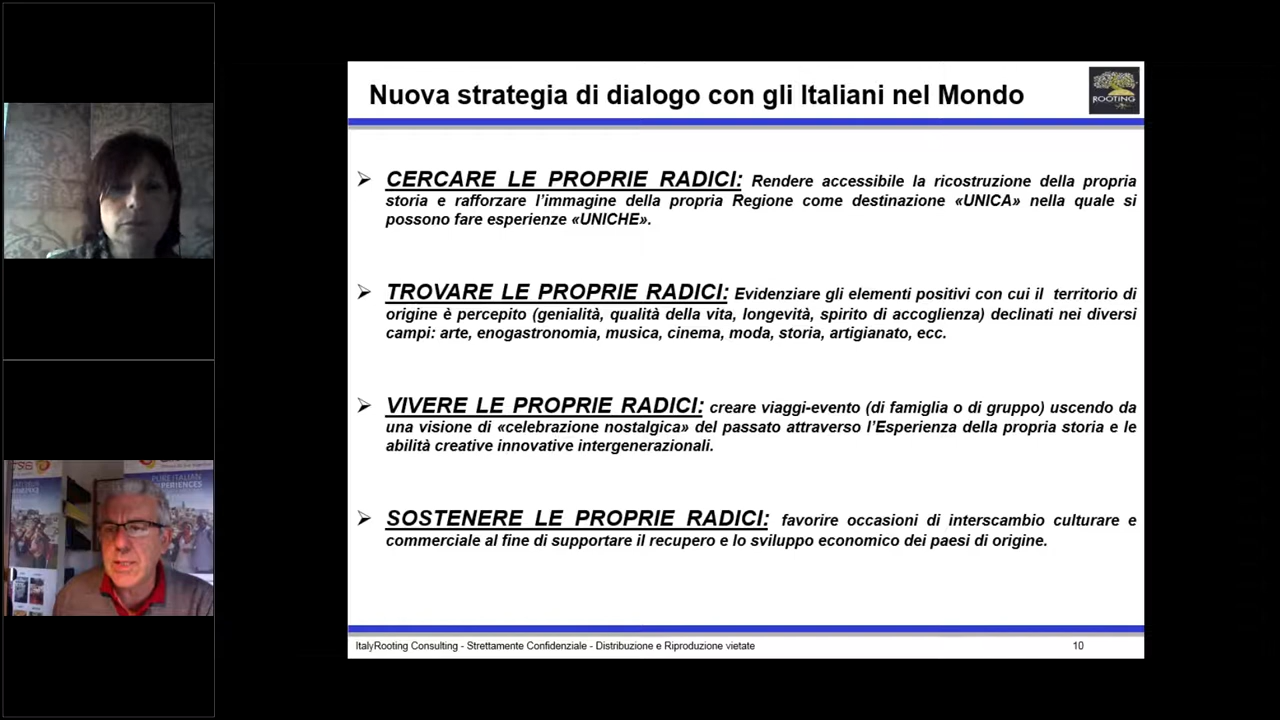 Nuova strategia di dialogo con gli Italiani nel Mondo
ROOTING
CERCARE LE PROPRIE RADICI: Rendere accessibile la ricostruzione della propria
storia e rafforzare l'immagine della propria Regione come destinazione «UNICA» nella quale si
possono fare esperienze «UNICHE».
TROVARE LE PROPRIE RADICI: Evidenziare gli elementi positivi con cui il territorio di
origine è percepito (genialità, qualità della vita, longevità, spirito di accoglienza) declinati nei diversi
campi: arte, enogastronomia, musica, cinema, moda, storia, artigianato, ecc.
VIVERE LE PROPRIE RADICI: creare viaggi-evento (di famiglia o di gruppo) uscendo da
una visione di «celebrazione nostalgica» del passato attraverso l'Esperienza della propria storia e le
abilità creative innovative intergenerazionali.
SOSTENERE LE PROPRIE RADICI: favorire occasioni di interscambio culturare e
commerciale al fine di supportare il recupero e lo sviluppo economico dei paesi di origine.
ItalyRooting Consulting - Strettamente Confidenziale - Distribuzione e Riproduzione vietate
10
PURE ITALIAN